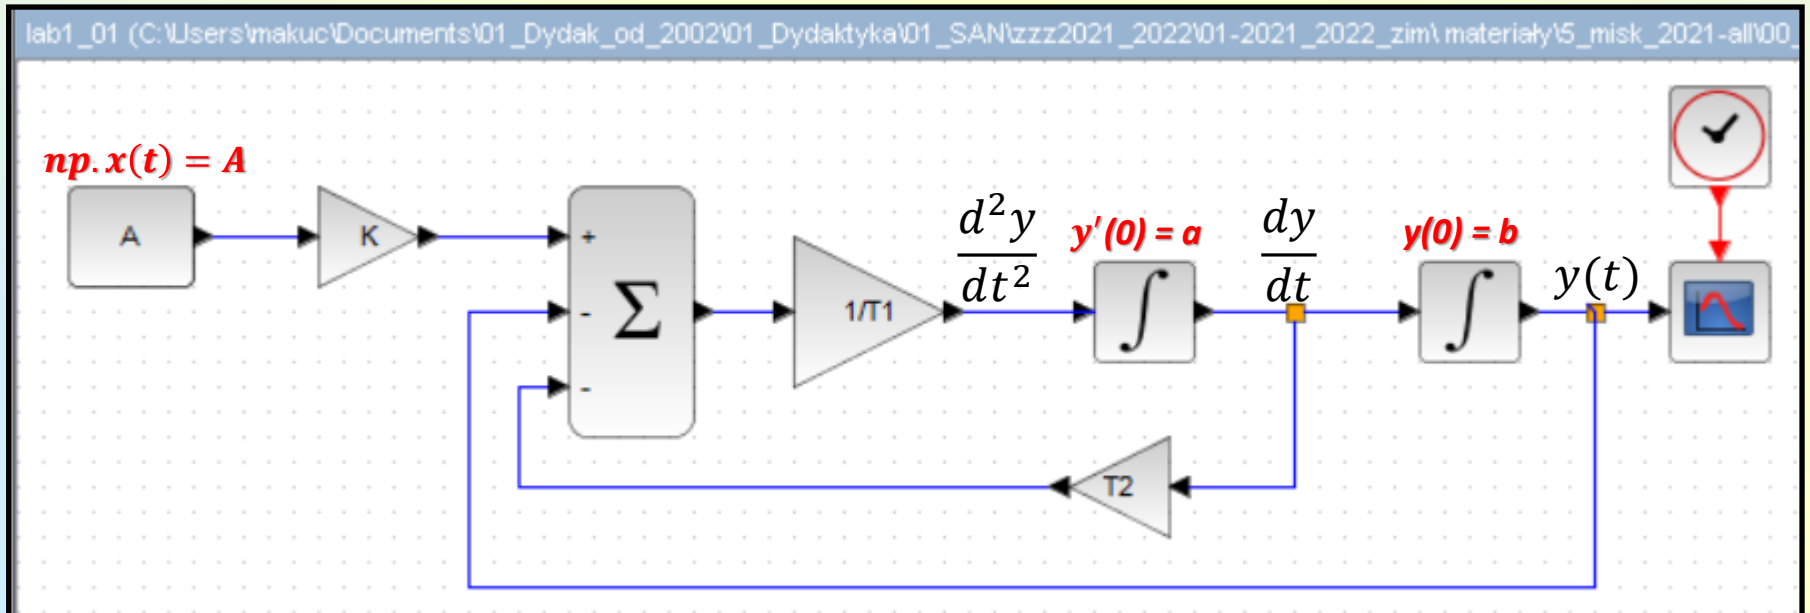 lab1_01 (C:\Users\makuc\Documents\01_Dydak_od_2002\01_Dydaktyka\01_SAN\zzz2021_2022\01-2021_2022_zim\ materiały\5_misk_2021-all\00_
np. x(t) = A
A
K
+
-
-
Σ
1/T1
d²y
dt²
y'(0) = a
∫
dy
dt
y(0) = b
∫
y(t)
T2